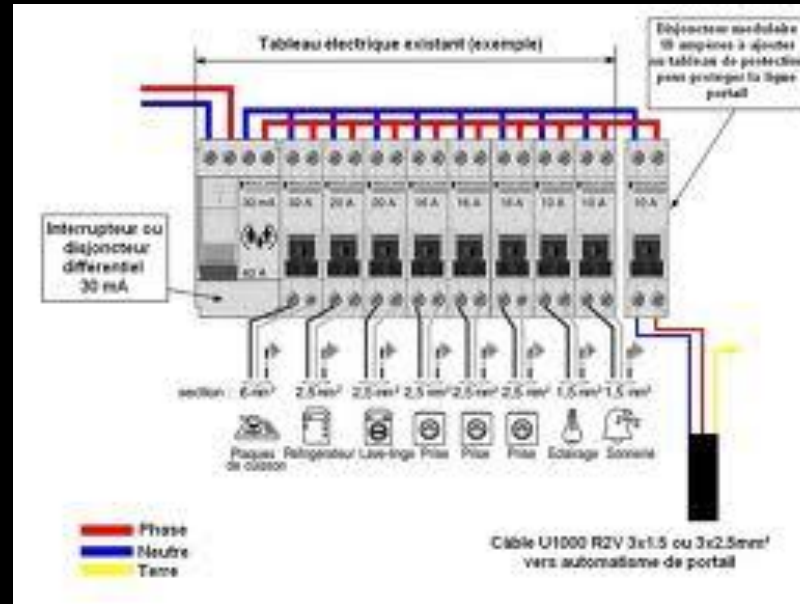 Tableau électrique existant (exemple)
Disjoncteur modulaire
10 ampères à ajouter
au tableau de protection
pour protéger la ligne
portail
30 mA
32 A
20 A
20 A
16 A
16 A
16 A
10 A
10 A
10 A
Interrupteur ou
disjoncteur
différentiel
30 mA
section : 6 mm² 2,5 mm² 2,5 mm² 2,5 mm² 2,5 mm² 2,5 mm² 1,5 mm² 1,5 mm²
Plaques
de cuisson
Réfrigérateur
Lave-linge
Prise
Prise
Prise
Eclairage
Sonnerie
Phase
Neutre
Terre
Câble U1000 R2V 3x1.5 ou 3x2.5mm²
vers automatisme de portail